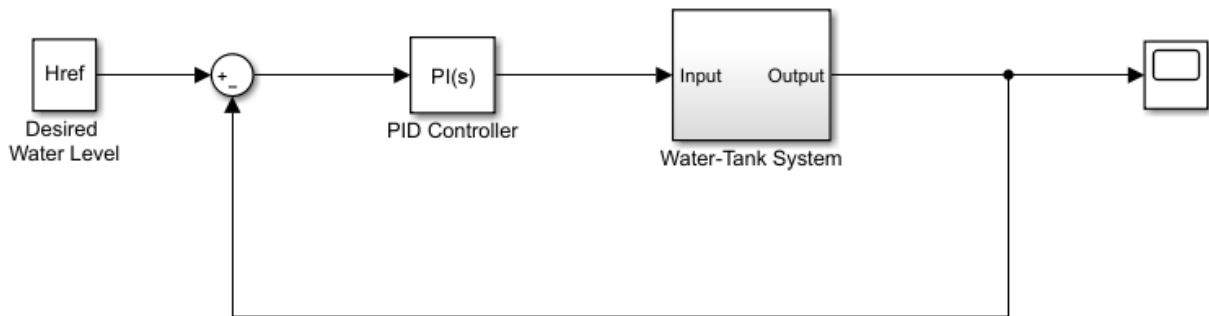 Href
Desired
Water Level
+
−
PI(s)
PID Controller
Input
Output
Water-Tank System